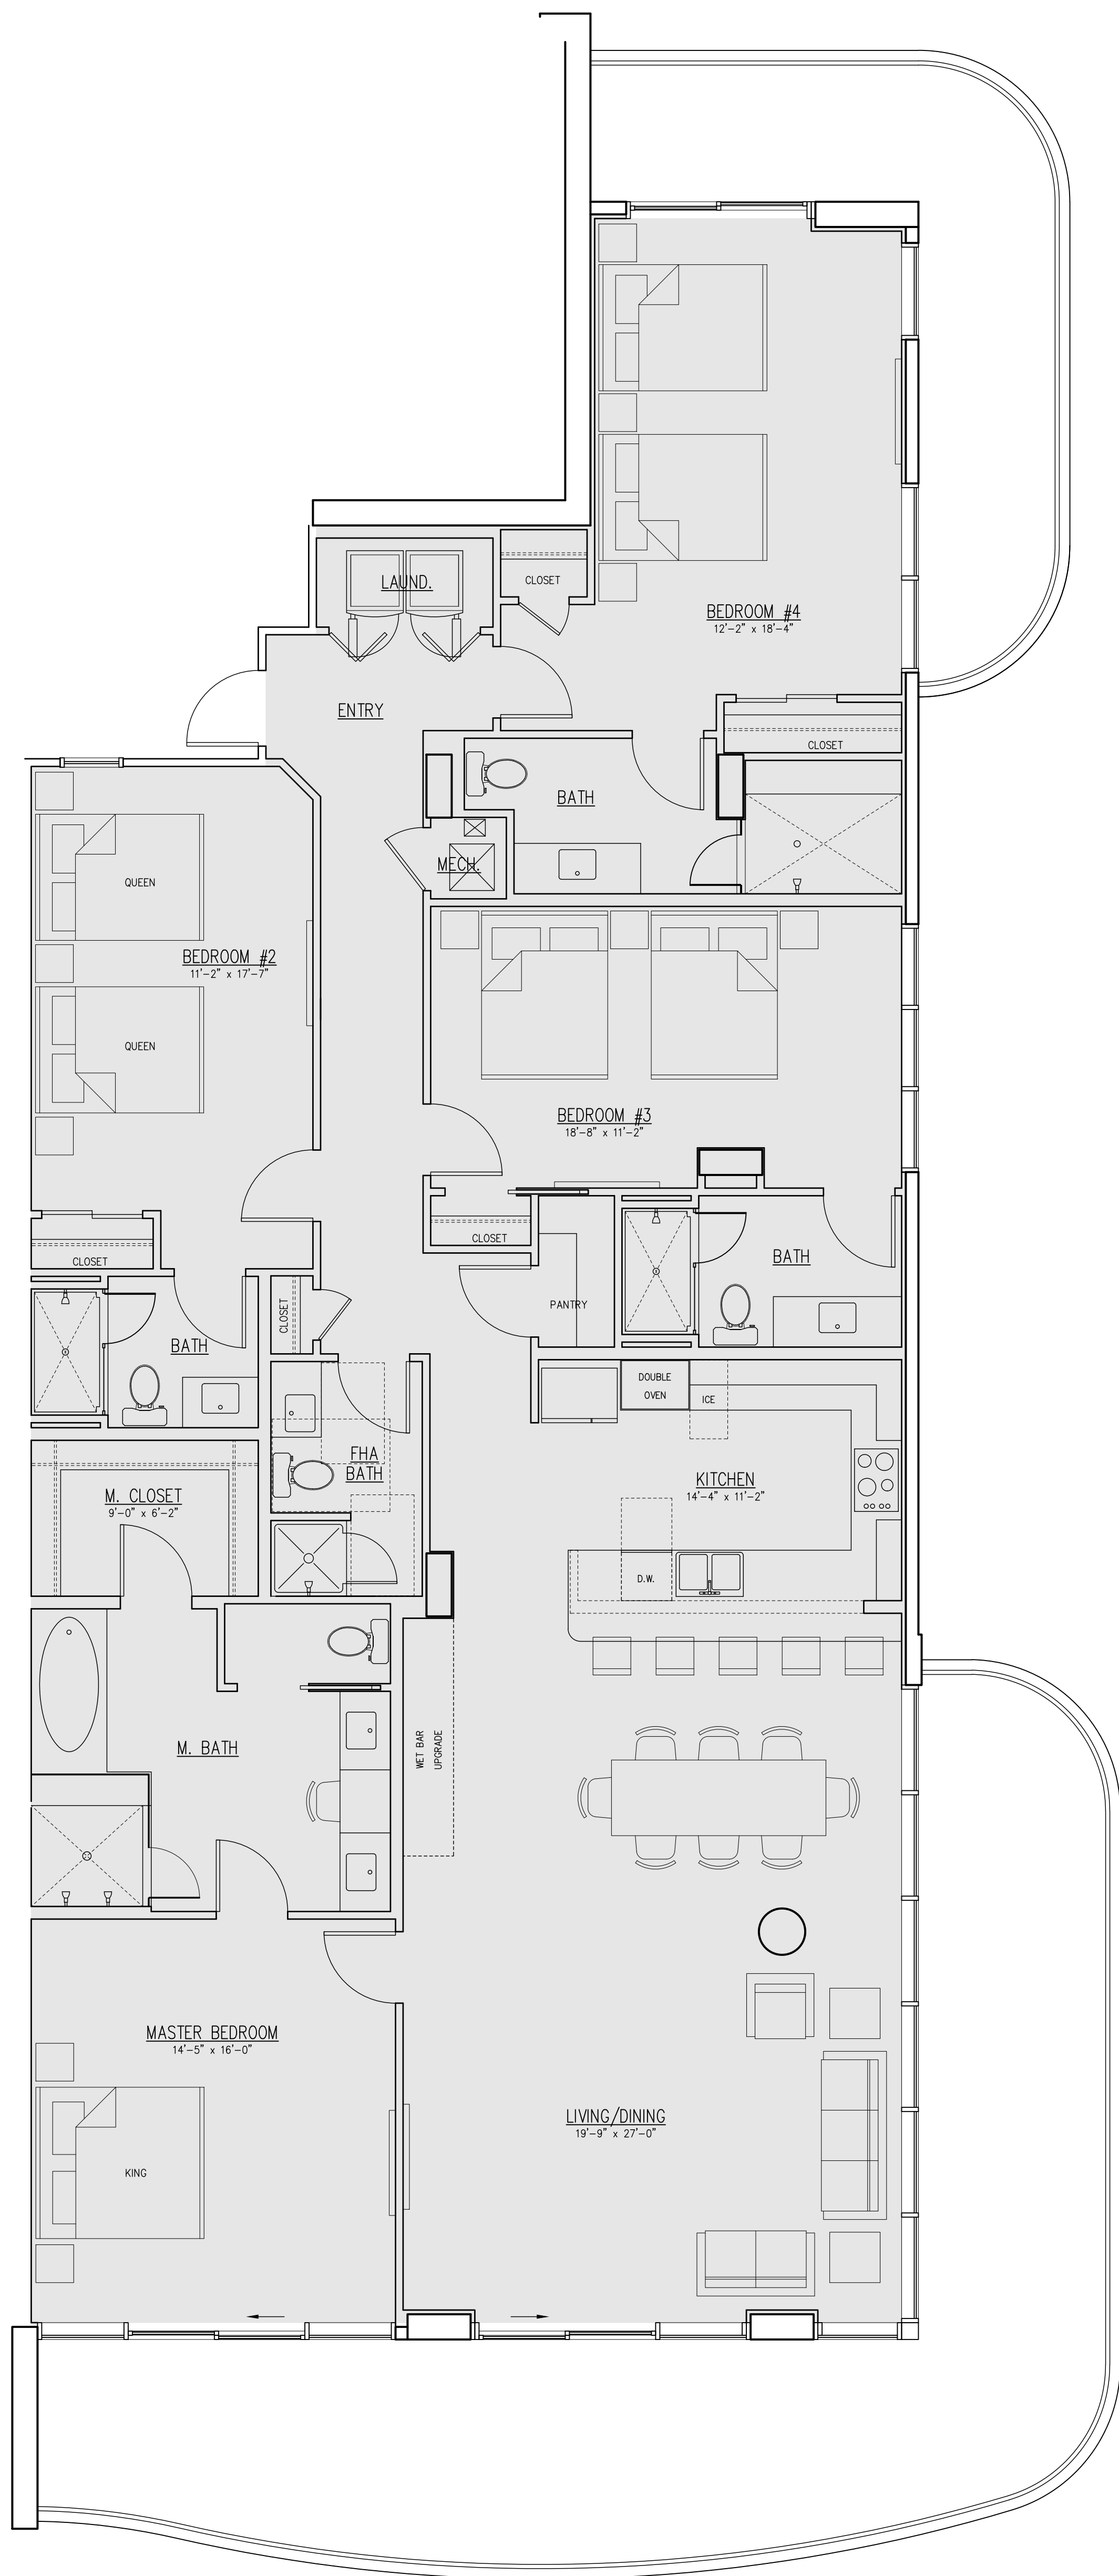 LAUND.
CLOSET
BEDROOM #4
12'-2" x 18'-4"
ENTRY
CLOSET
BATH
MECH.
QUEEN
BEDROOM #2
11'-2" x 17'-7"
QUEEN
BEDROOM #3
18'-8" x 11'-2"
CLOSET
CLOSET
BATH
PANTRY
CLOSET
BATH
DOUBLE
OVEN
ICE
FHA
BATH
KITCHEN
14'-4" x 11'-2"
M. CLOSET
9'-0" x 6'-2"
D.W.
M. BATH
WET BAR
UPGRADE
MASTER BEDROOM
14'-5" x 16'-0"
LIVING/DINING
19'-9" x 27'-0"
KING